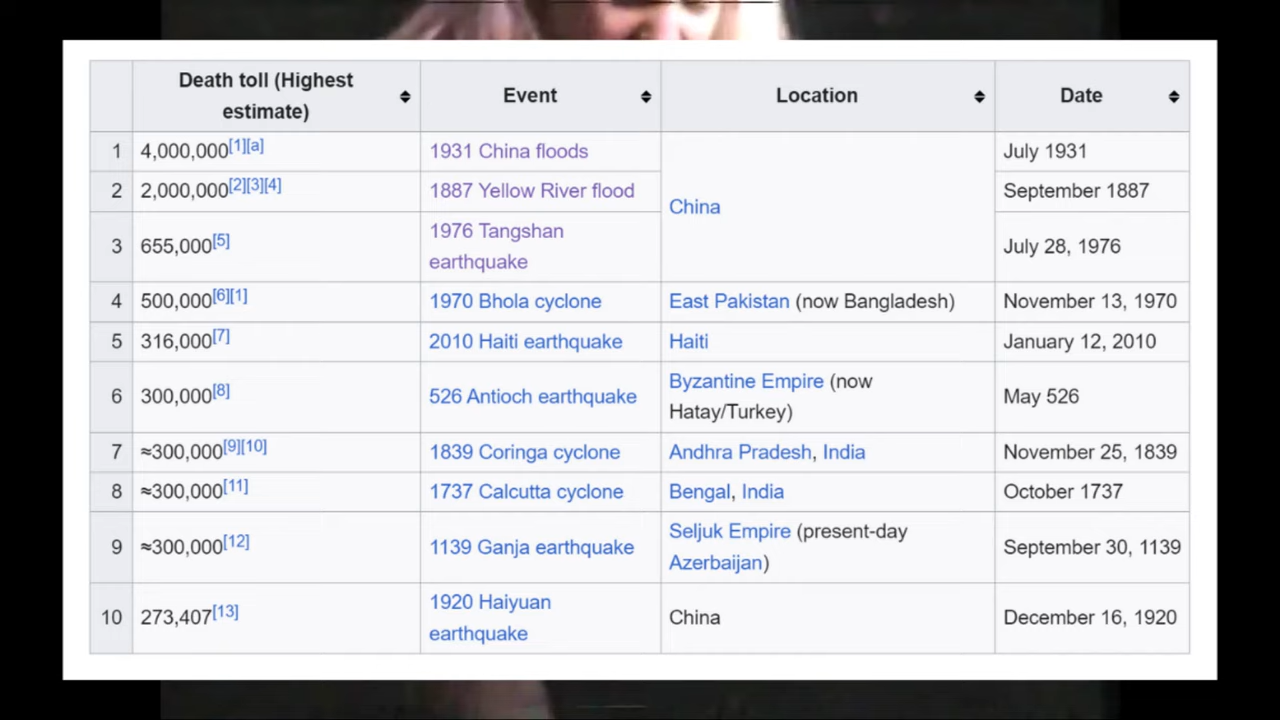 Death toll (Highest estimate) Event Location Date
1 4,000,000[1][a] 1931 China floods China July 1931
2 2,000,000[2][3][4] 1887 Yellow River flood September 1887
3 655,000[5] 1976 Tangshan earthquake July 28, 1976
4 500,000[6][1] 1970 Bhola cyclone East Pakistan (now Bangladesh) November 13, 1970
5 316,000[7] 2010 Haiti earthquake Haiti January 12, 2010
6 300,000[8] 526 Antioch earthquake Byzantine Empire (now Hatay/Turkey) May 526
7 ≈300,000[9][10] 1839 Coringa cyclone Andhra Pradesh, India November 25, 1839
8 ≈300,000[11] 1737 Calcutta cyclone Bengal, India October 1737
9 ≈300,000[12] 1139 Ganja earthquake Seljuk Empire (present-day Azerbaijan) September 30, 1139
10 273,407[13] 1920 Haiyuan earthquake China December 16, 1920